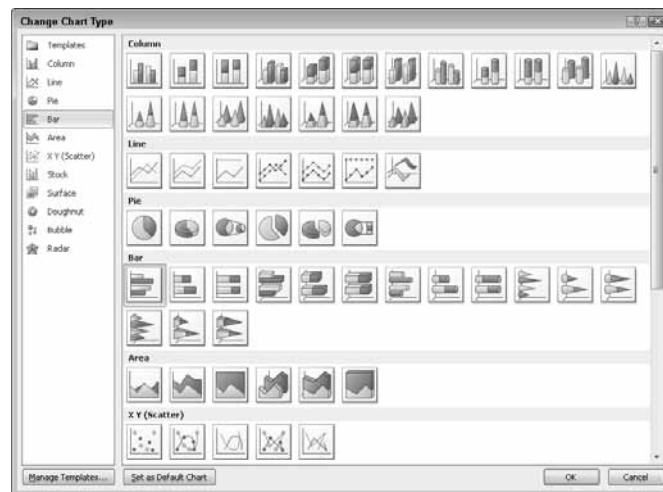 Change Chart Type
Templates
Column
Line
Pie
Bar
Area
X Y (Scatter)
Stock
Surface
Doughnut
Bubble
Radar
Column
Line
Pie
Bar
Area
X Y (Scatter)
Manage Templates...
Set as Default Chart
OK
Cancel